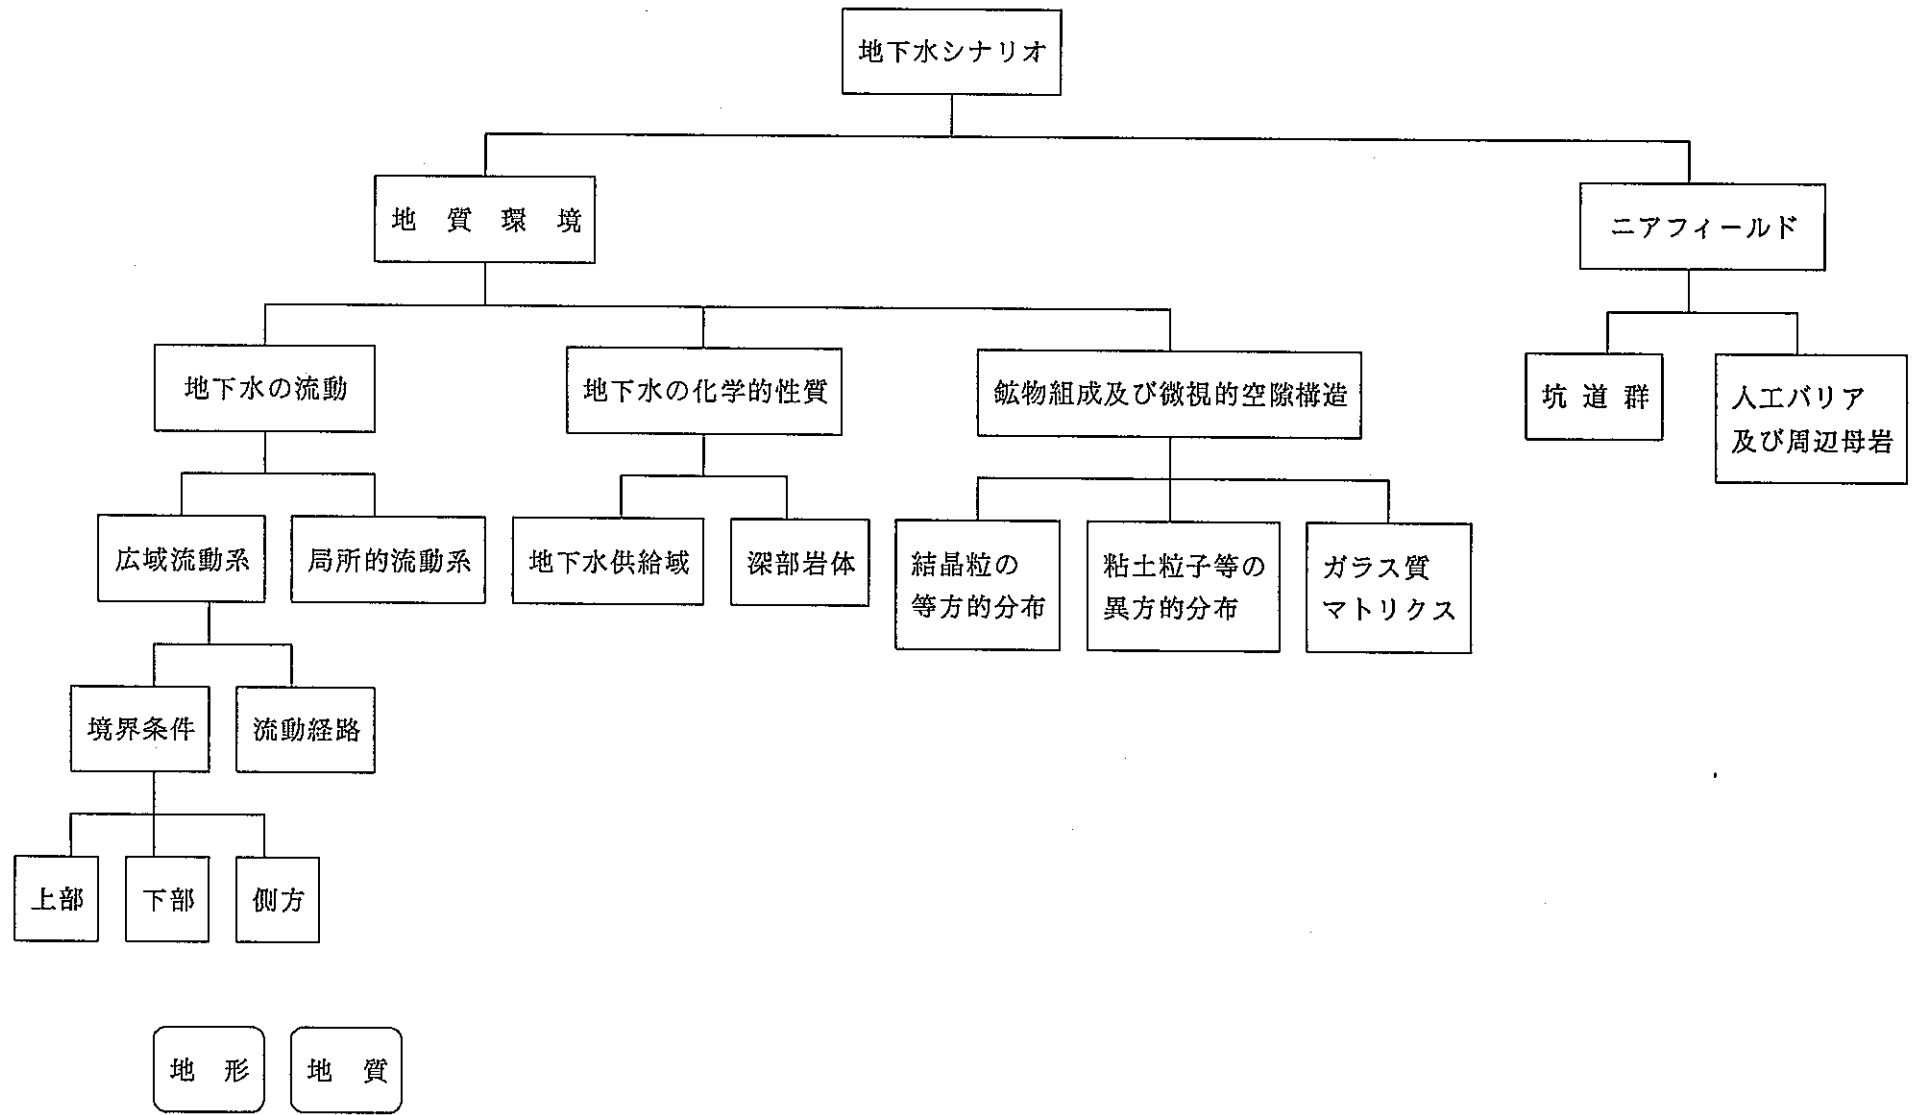 地下水シナリオ
地質環境
ニアフィールド
地下水の流動
地下水の化学的性質
鉱物組成及び微視的空隙構造
坑道群
人工バリア
及び周辺母岩
広域流動系
局所的流動系
地下水供給域
深部岩体
結晶粒の
等方的分布
粘土粒子等の
異方的分布
ガラス質
マトリクス
境界条件
流動経路
上部
下部
側方
地形
地質